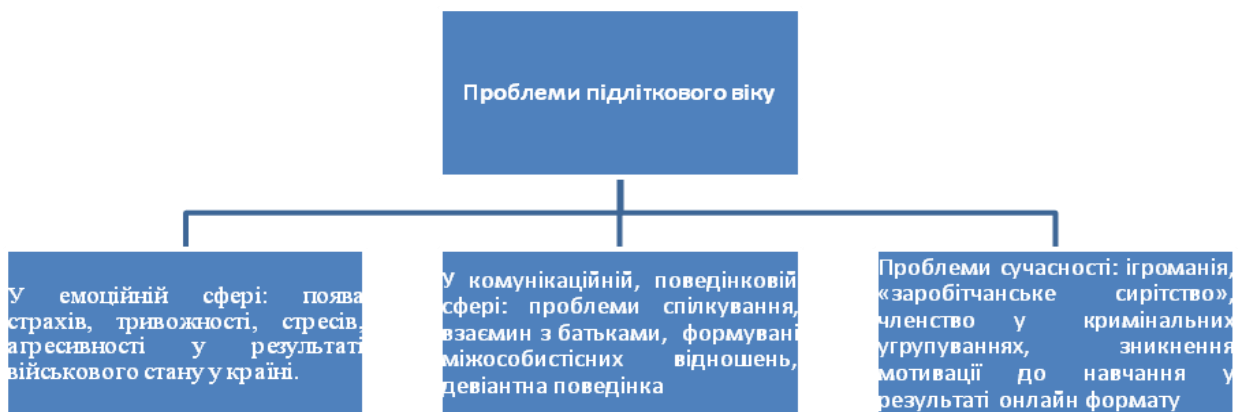 Проблеми підліткового віку
У емоційній сфері: поява
страхів, тривожності, стресів,
агресивності у результаті
військового стану у країні.
У комунікаційній, поведінковій
сфері: проблеми спілкування,
взаємин з батьками, формувані
міжособистісних відношень,
девіантна поведінка
Проблеми сучасності: ігроманія,
«заробітчанське сирітство»,
членство у кримінальних
угрупуваннях, зникнення
мотивації до навчання у
результаті онлайн формату